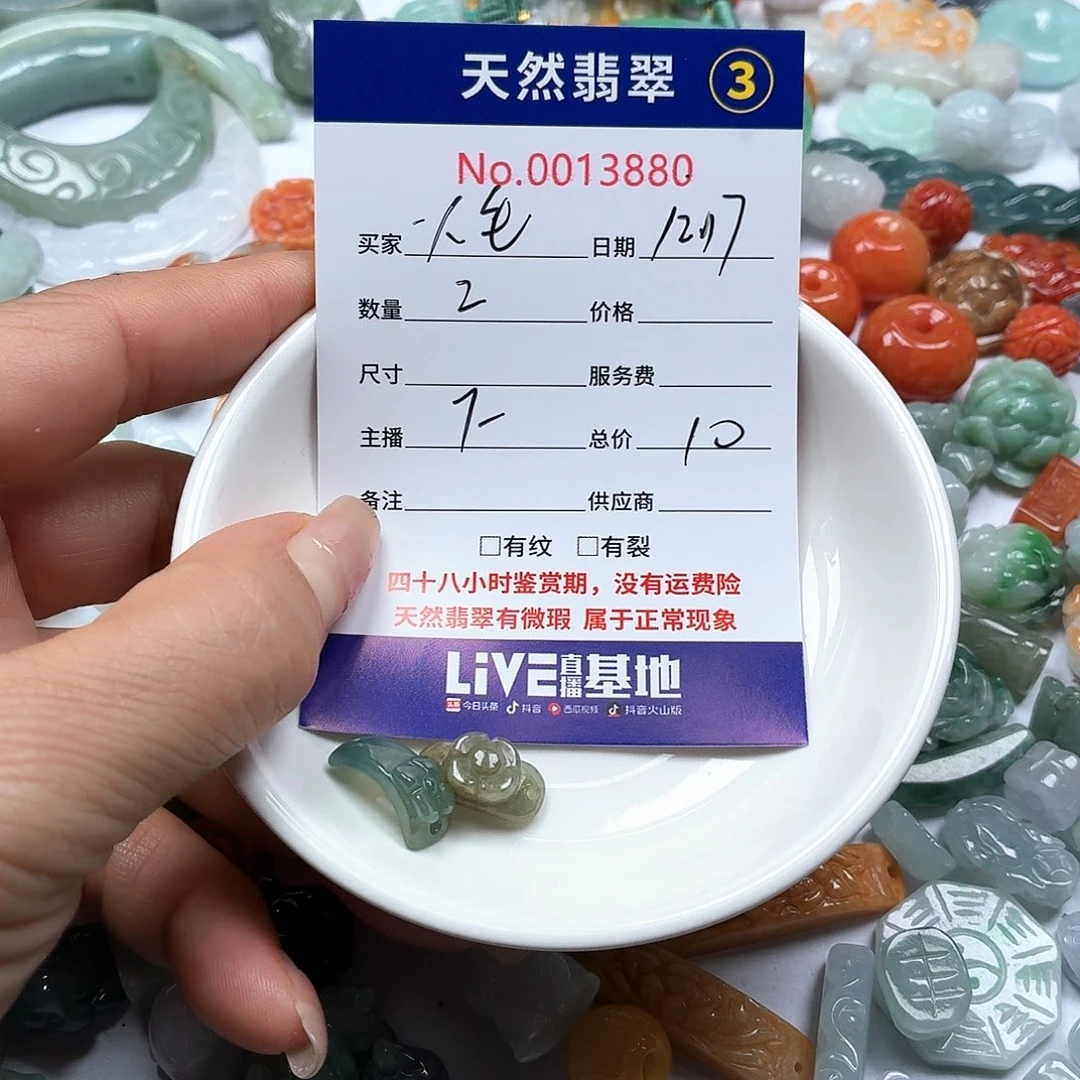 天然翡翠 ③
No.0013880
买家 日期
数量 2 价格
尺寸 服务费
主播 总价 10
备注 供应商
□有纹 □有裂
四十八小时鉴赏期，没有运费险
天然翡翠有微瑕 属于正常现象
LiVE直播基地
头条 今日头条 抖音 西瓜视频 抖音火山版